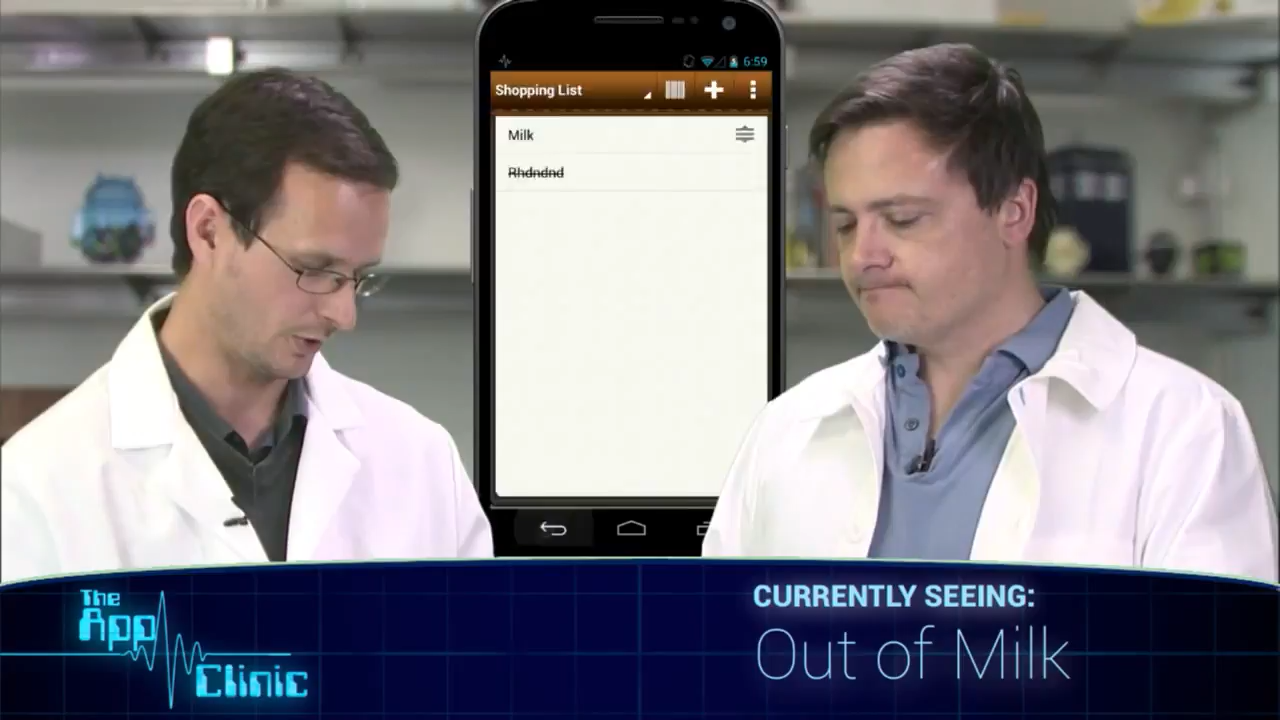 6:59
Shopping List
Milk
Rhdndnd
The
App
Clinic
CURRENTLY SEEING:
Out of Milk